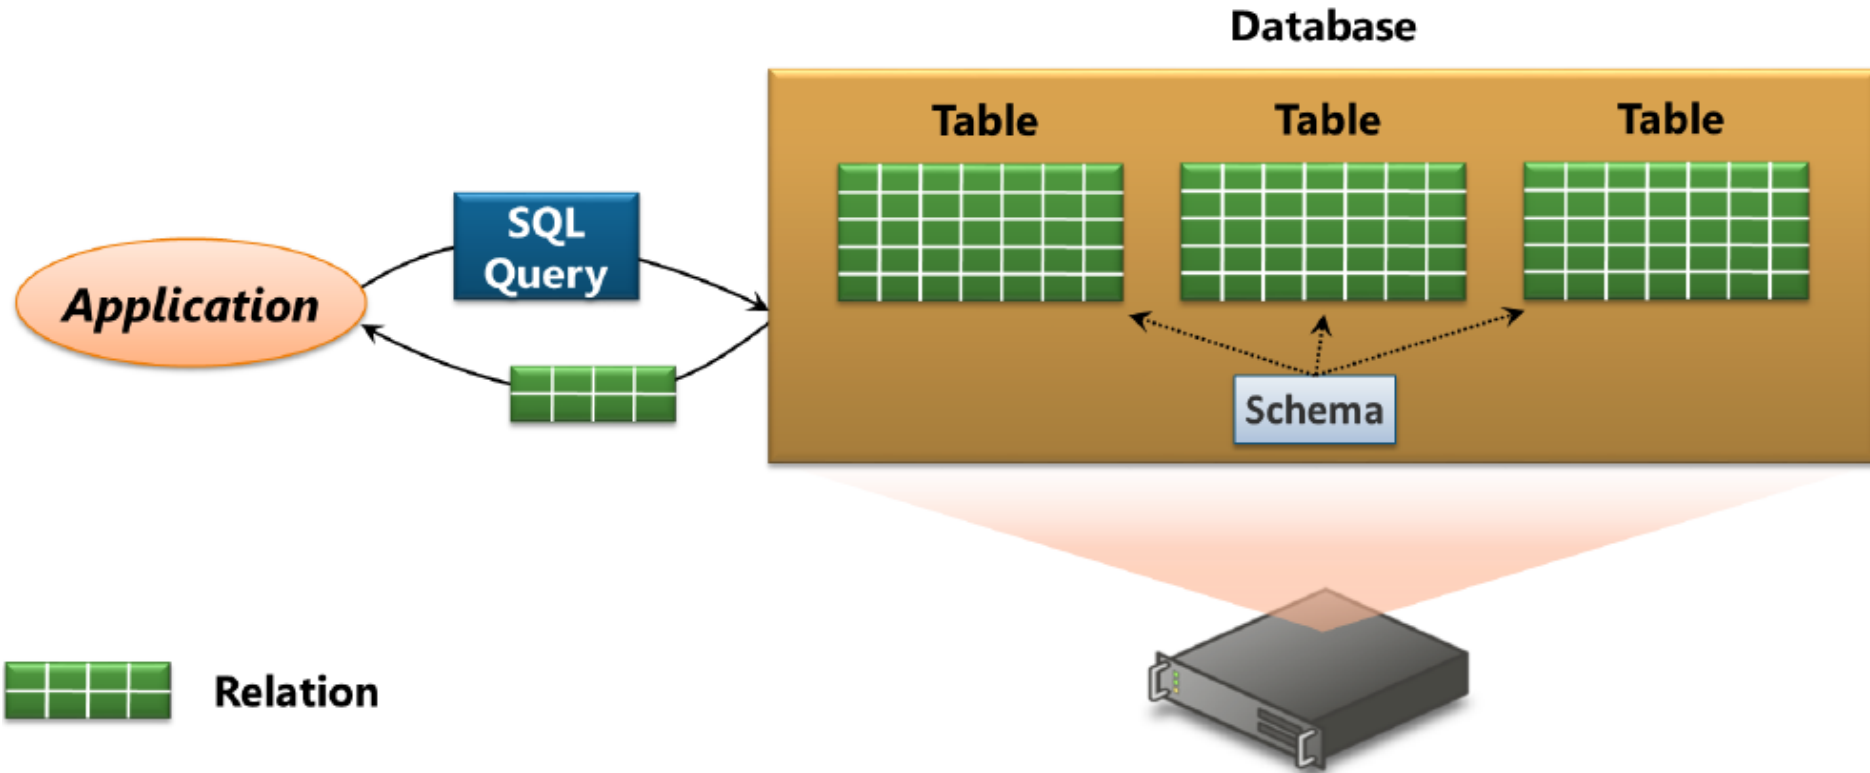 Database
Table
Table
Table
SQL
Query
Application
Schema
Relation